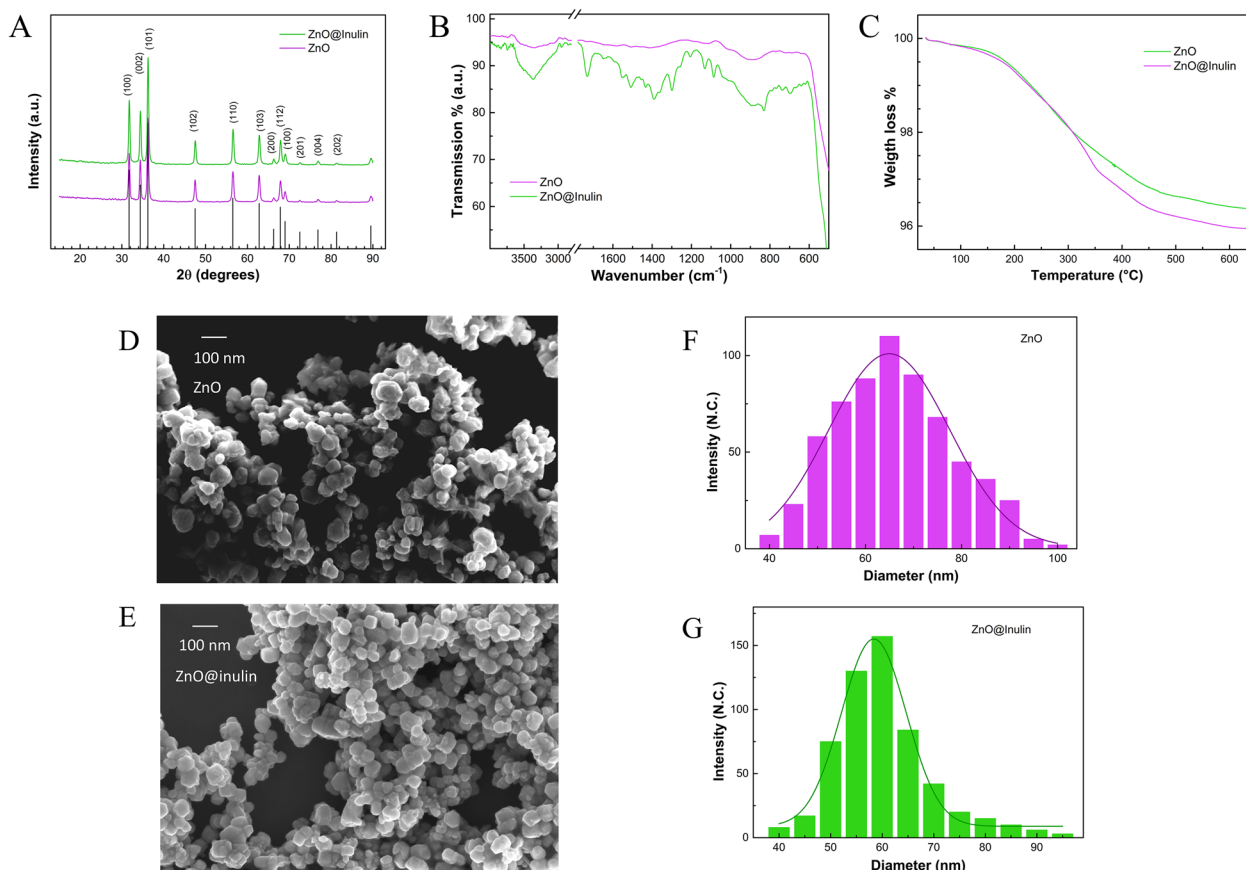 A
ZnO@Inulin
ZnO
(100)
(002)
(101)
(102)
(110)
(103)
(200)
(112)
(100)
(201)
(004)
(202)
Intensity (a.u.)
10 20 30 40 50 60 70 80 90
2θ (degrees)
B
100
90
80
70
60
Transmission % (a.u.)
ZnO
ZnO@Inulin
3500 3000 1600 1400 1200 1000 800 600
Wavenumber (cm-1)
C
100
98
96
Weigth loss %
ZnO
ZnO@Inulin
0 100 200 300 400 500 600
Temperature (°C)
D
100 nm
ZnO
E
100 nm
ZnO@inulin
F
ZnO
100
50
0
Intensity (N.C.)
40 60 80 100
Diameter (nm)
G
ZnO@Inulin
150
100
50
0
Intensity (N.C.)
40 50 60 70 80 90
Diameter (nm)